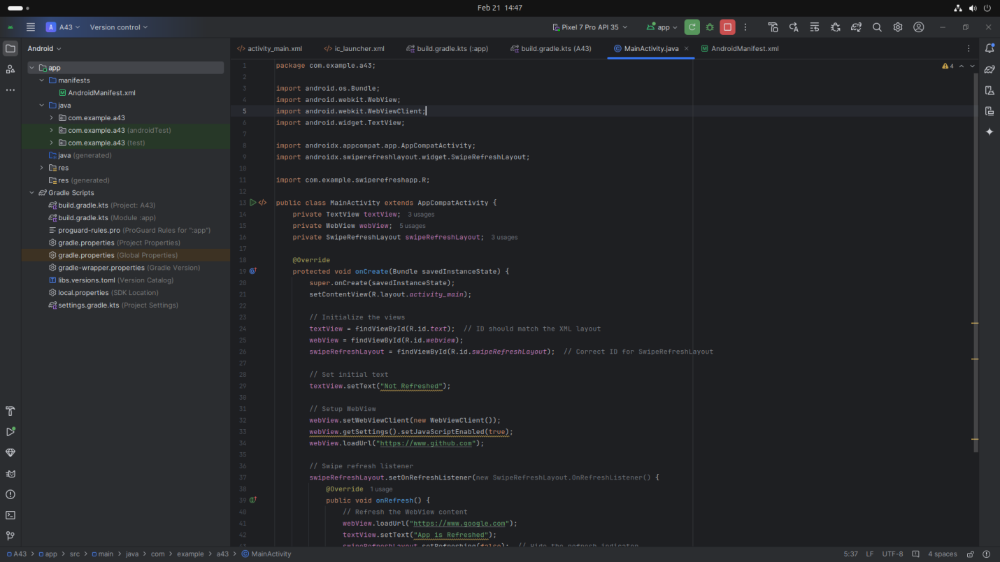 Feb 21 14:47
A A43 Version control
Pixel 7 Pro API 35 app
Android
activity_main.xml ic_launcher.xml build.gradle.kts (:app) build.gradle.kts (A43) MainActivity.java AndroidManifest.xml
app
manifests
AndroidManifest.xml
java
com.example.a43
com.example.a43 (androidTest)
com.example.a43 (test)
java (generated)
res
res (generated)
Gradle Scripts
build.gradle.kts (Project: A43)
build.gradle.kts (Module :app)
proguard-rules.pro (ProGuard Rules for ":app")
gradle.properties (Project Properties)
gradle.properties (Global Properties)
gradle-wrapper.properties (Gradle Version)
libs.versions.toml (Version Catalog)
local.properties (SDK Location)
settings.gradle.kts (Project Settings)
4
1 package com.example.a43;
2
3 import android.os.Bundle;
4 import android.webkit.WebView;
5 import android.webkit.WebViewClient;
6 import android.widget.TextView;
7
8 import androidx.appcompat.app.AppCompatActivity;
9 import androidx.swiperefreshlayout.widget.SwipeRefreshLayout;
10
11 import com.example.swiperefreshapp.R;
12
13 public class MainActivity extends AppCompatActivity {
14 private TextView textView; 3 usages
15 private WebView webView; 5 usages
16 private SwipeRefreshLayout swipeRefreshLayout; 3 usages
17
18 @Override
19 protected void onCreate(Bundle savedInstanceState) {
20 super.onCreate(savedInstanceState);
21 setContentView(R.layout.activity_main);
22
23 // Initialize the views
24 textView = findViewById(R.id.text); // ID should match the XML layout
25 webView = findViewById(R.id.webview);
26 swipeRefreshLayout = findViewById(R.id.swipeRefreshLayout); // Correct ID for SwipeRefreshLayout
27
28 // Set initial text
29 textView.setText("Not Refreshed");
30
31 // Setup WebView
32 webView.setWebViewClient(new WebViewClient());
33 webView.getSettings().setJavaScriptEnabled(true);
34 webView.loadUrl("https://www.github.com");
35
36 // Swipe refresh listener
37 swipeRefreshLayout.setOnRefreshListener(new SwipeRefreshLayout.OnRefreshListener() {
38 @Override 1 usage
39 public void onRefresh() {
40 // Refresh the WebView content
41 webView.loadUrl("https://www.google.com");
42 textView.setText("App is Refreshed");
43 swipeRefreshLayout.setRefreshing(false); // Hide the refresh indicator
A43 > app > src > main > java > com > example > a43 > MainActivity
5:37 LF UTF-8 4 spaces